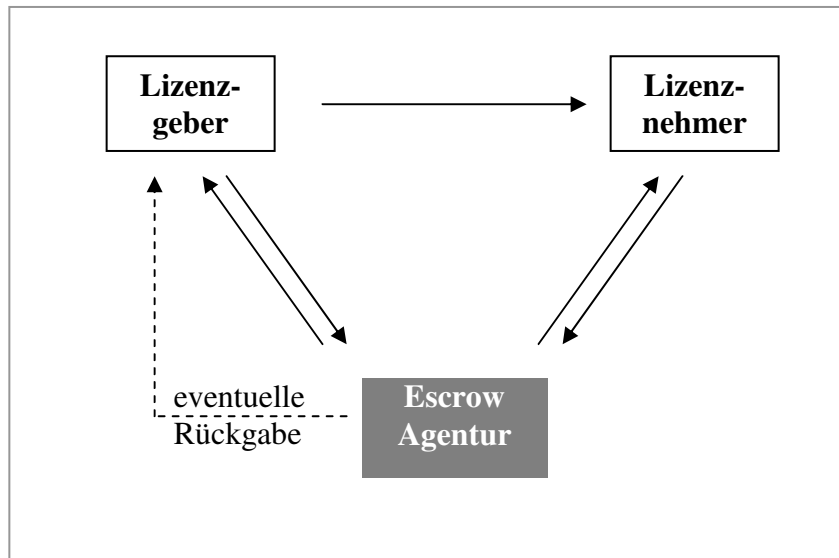 Lizenz-
geber
Lizenz-
nehmer
eventuelle
Rückgabe
Escrow
Agentur